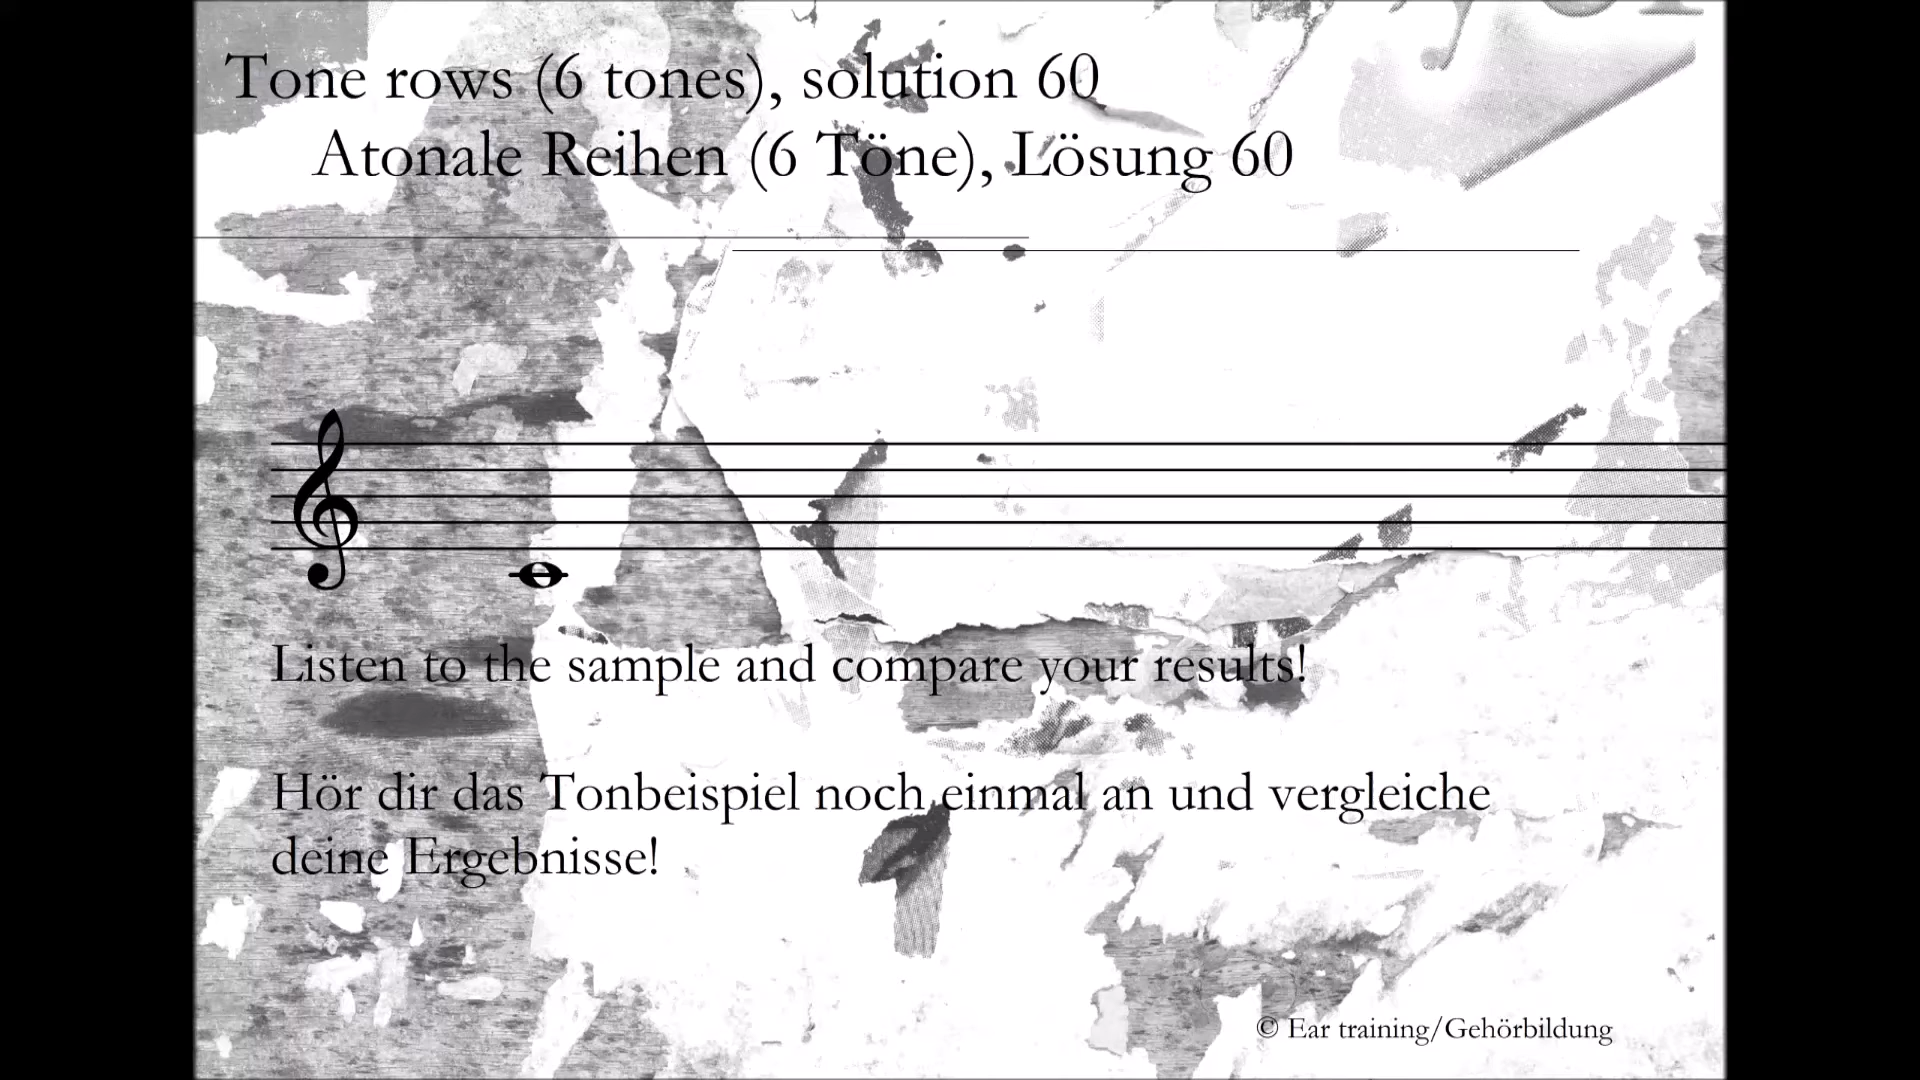 Tone rows (6 tones), solution 60
Atonale Reihen (6 Töne), Lösung 60
Listen to the sample and compare your results!
Hör dir das Tonbeispiel noch einmal an und vergleiche
deine Ergebnisse!
© Ear training/Gehörbildung